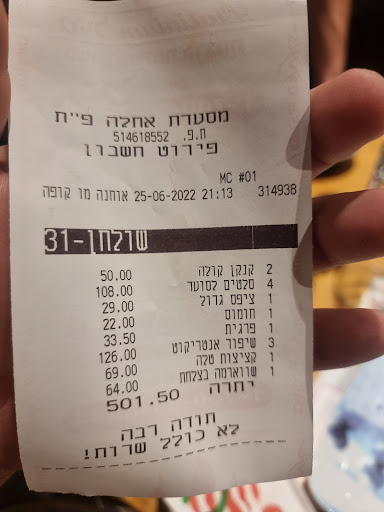 מסעדת אחלה פ״ת
ח.פ. 514618552
פירוט חשבון
MC #01
314938 25-06-2022 21:13 אוחנה מו קופה
שולחן-31
2 קנקן קולה 50.00
4 סלטים לסועד 108.00
1 ציפס גדול 29.00
1 חומוס 22.00
1 פרגית 33.50
3 שיפוד אנטריקוט 126.00
1 קציצות טלה 69.00
1 שווארמה בצלחת 64.00
יתרה 501.50
תודה רבה
לא כולל שרות!